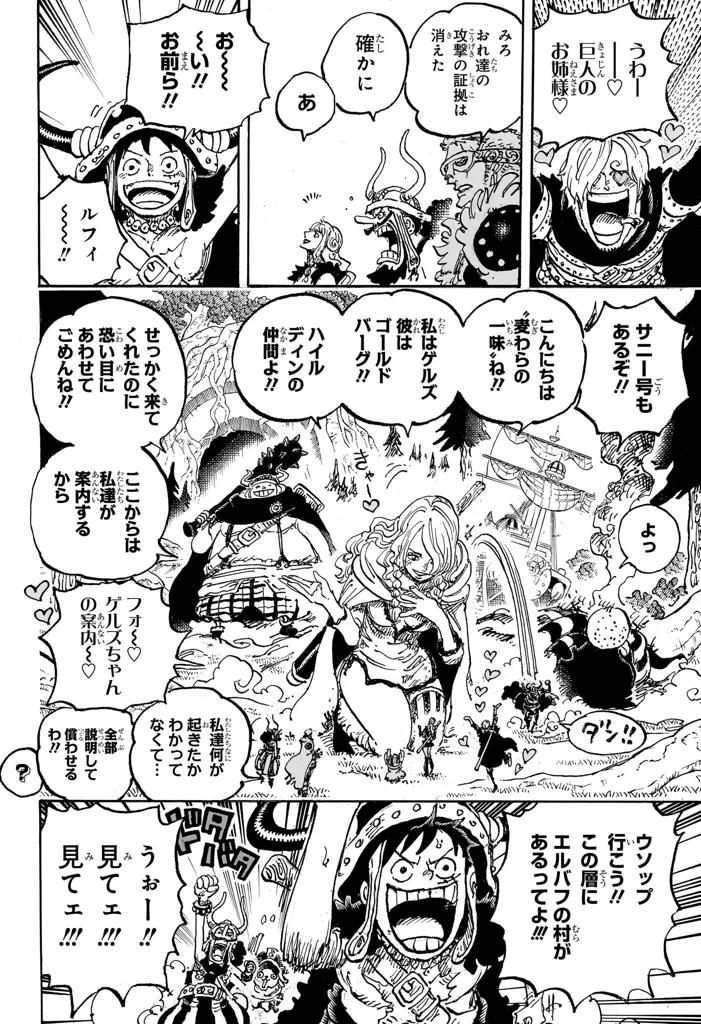 うわー
ーー♡
巨人の
お姉様♡
みろ
おれ達の
攻撃の証拠は
消えた
確かに
あ
お〜〜
〜い!!
お前ら!!
ルフィ
〜〜!!
サニー号も
あるぞ!!
こんにちは
“麦わらの
一味”ね!!
私はゲルズ
彼は
ゴールド
バーグ!!
ハイル
ディンの
仲間よ!!
せっかく来て
くれたのに
恐い目に
あわせて
ごめんね!!
ここからは
私達が
案内する
から
きゃー♡
よっ
フォ〜♡
ゲルズちゃん
の案内〜♡
ダン!!
私達何が
起きたか
わかって
なくて…
全部
説明して
償わせる
わ!!
?
ウソップ
行こう!!
この層に
エルバフの村が
あるってよ!!!
バタバタ
うぉー!!
見てェ!!!
見てェ!!!